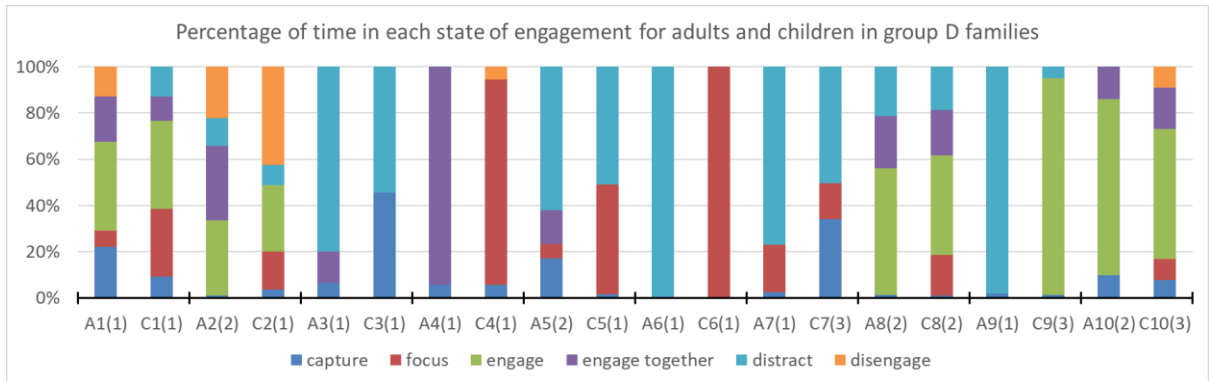 Percentage of time in each state of engagement for adults and children in group D families
100%
80%
60%
40%
20%
0%
A1(1) C1(1) A2(2) C2(1) A3(1) C3(1) A4(1) C4(1) A5(2) C5(1) A6(1) C6(1) A7(1) C7(3) A8(2) C8(2) A9(1) C9(3) A10(2) C10(3)
capture focus engage engage together distract disengage